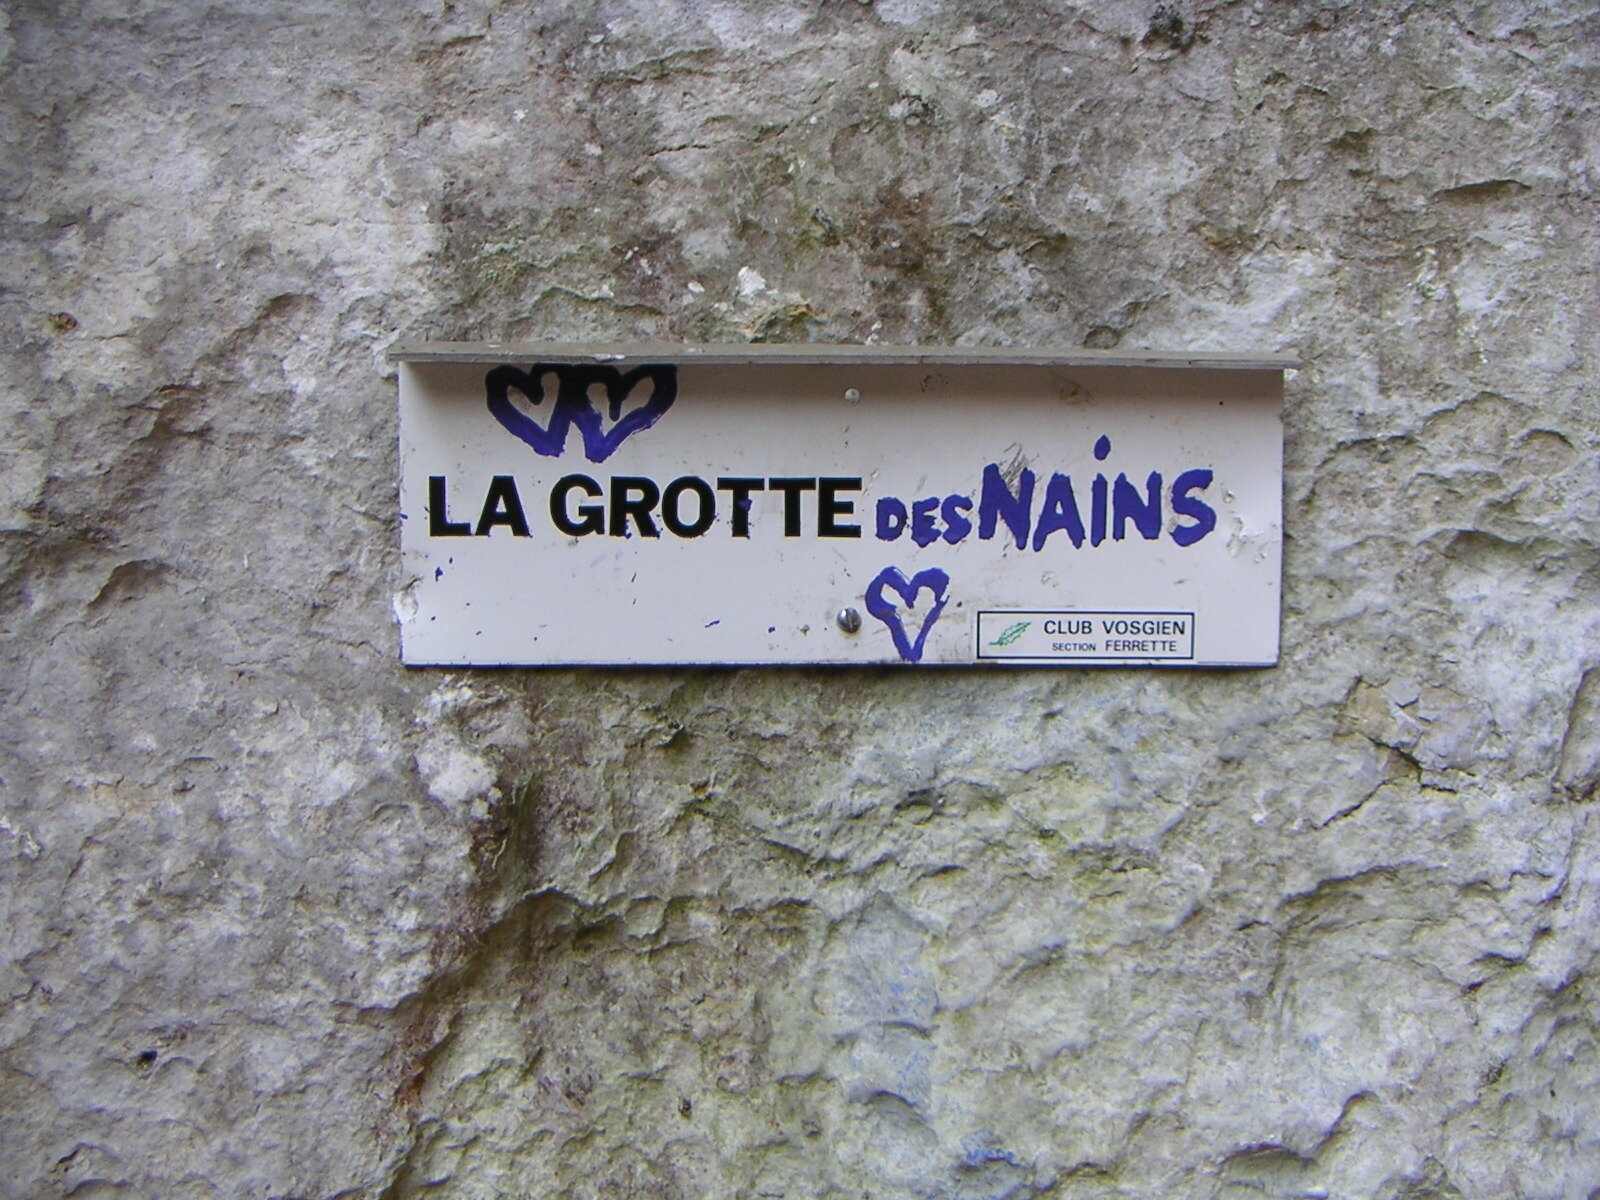 LA GROTTE DES NAiNS
CLUB VOSGIEN
SECTION FERRETTE